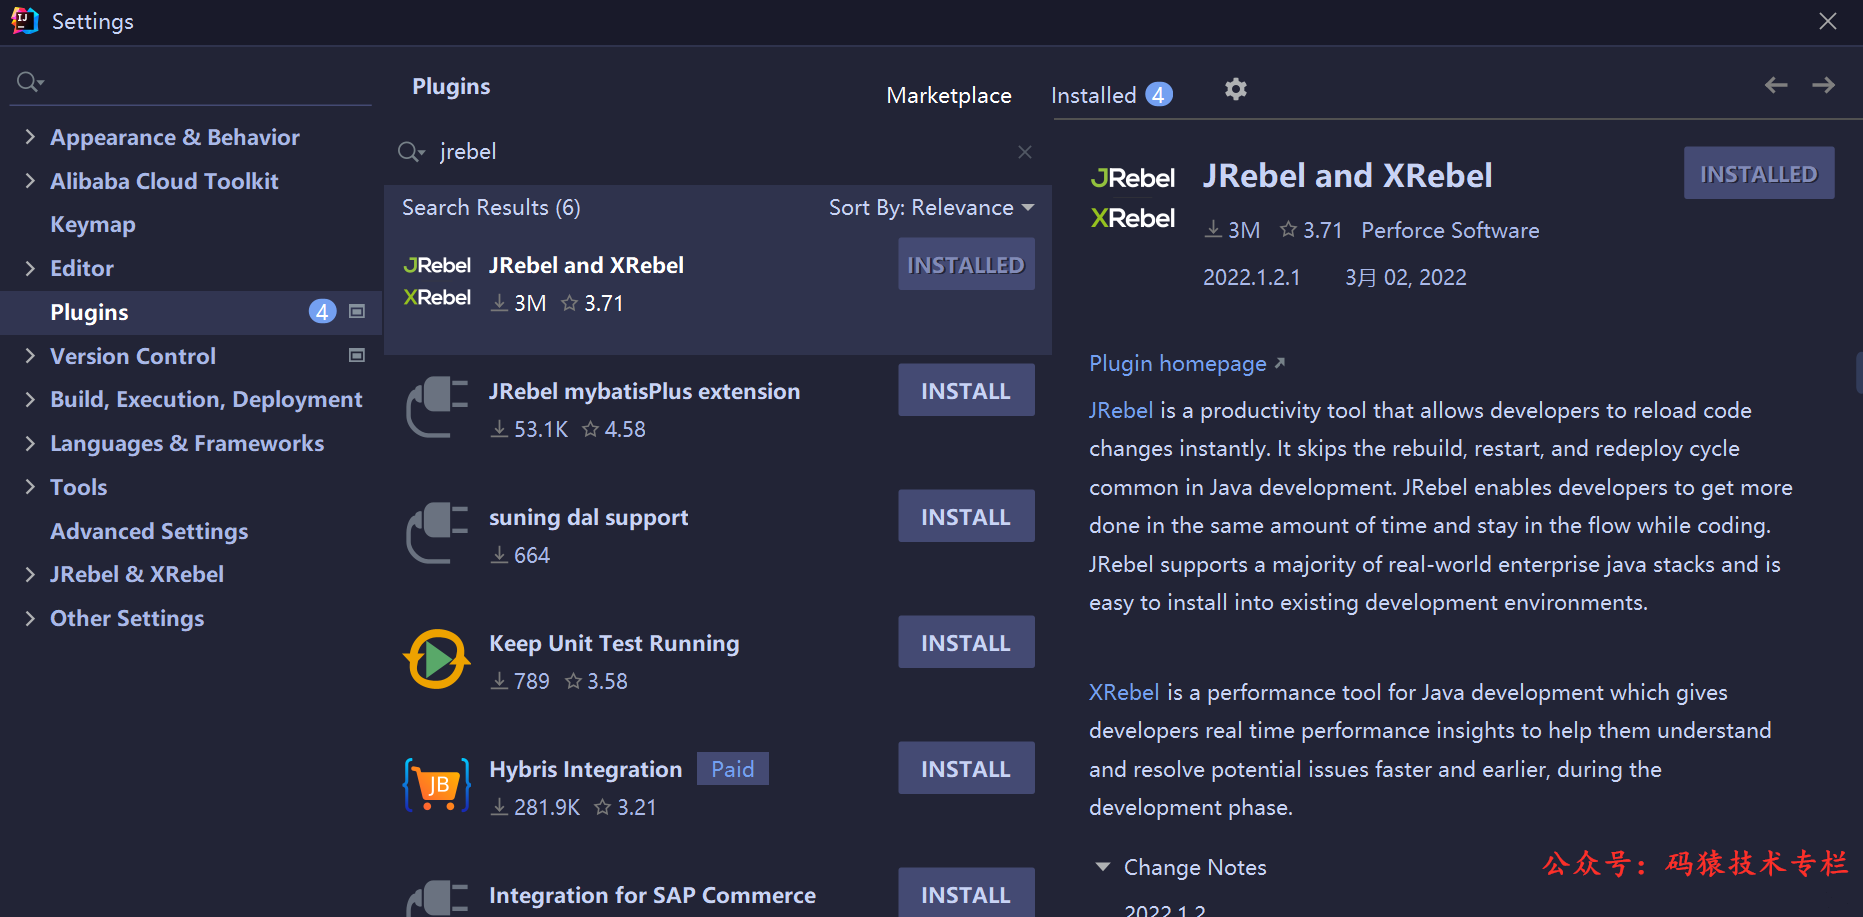 Settings
Appearance & Behavior
Alibaba Cloud Toolkit
Keymap
Editor
Plugins
4
Version Control
Build, Execution, Deployment
Languages & Frameworks
Tools
Advanced Settings
JRebel & XRebel
Other Settings
Plugins
Marketplace
Installed 4
jrebel
Search Results (6)
Sort By: Relevance
JRebel
XRebel
JRebel and XRebel
3M 3.71
INSTALLED
JRebel mybatisPlus extension
53.1K 4.58
INSTALL
suning dal support
664
INSTALL
Keep Unit Test Running
789 3.58
INSTALL
JB
Hybris Integration Paid
281.9K 3.21
INSTALL
Integration for SAP Commerce
INSTALL
JRebel
XRebel
JRebel and XRebel
INSTALLED
3M 3.71 Perforce Software
2022.1.2.1 3月 02, 2022
Plugin homepage
JRebel is a productivity tool that allows developers to reload code
changes instantly. It skips the rebuild, restart, and redeploy cycle
common in Java development. JRebel enables developers to get more
done in the same amount of time and stay in the flow while coding.
JRebel supports a majority of real-world enterprise java stacks and is
easy to install into existing development environments.
XRebel is a performance tool for Java development which gives
developers real time performance insights to help them understand
and resolve potential issues faster and earlier, during the
development phase.
Change Notes
2022.1.2
公众号：码猿技术专栏